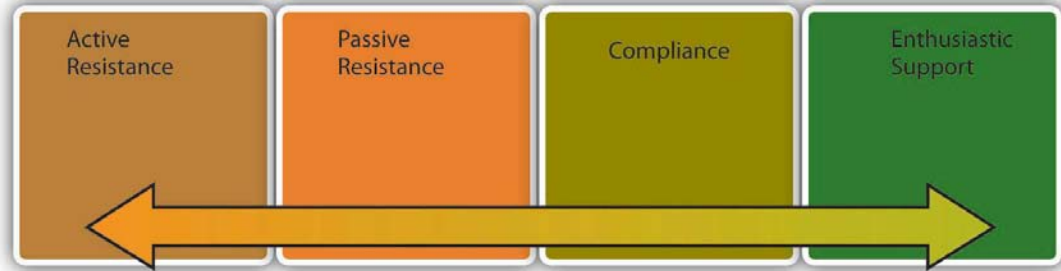 Active
Resistance
Passive
Resistance
Compliance
Enthusiastic
Support